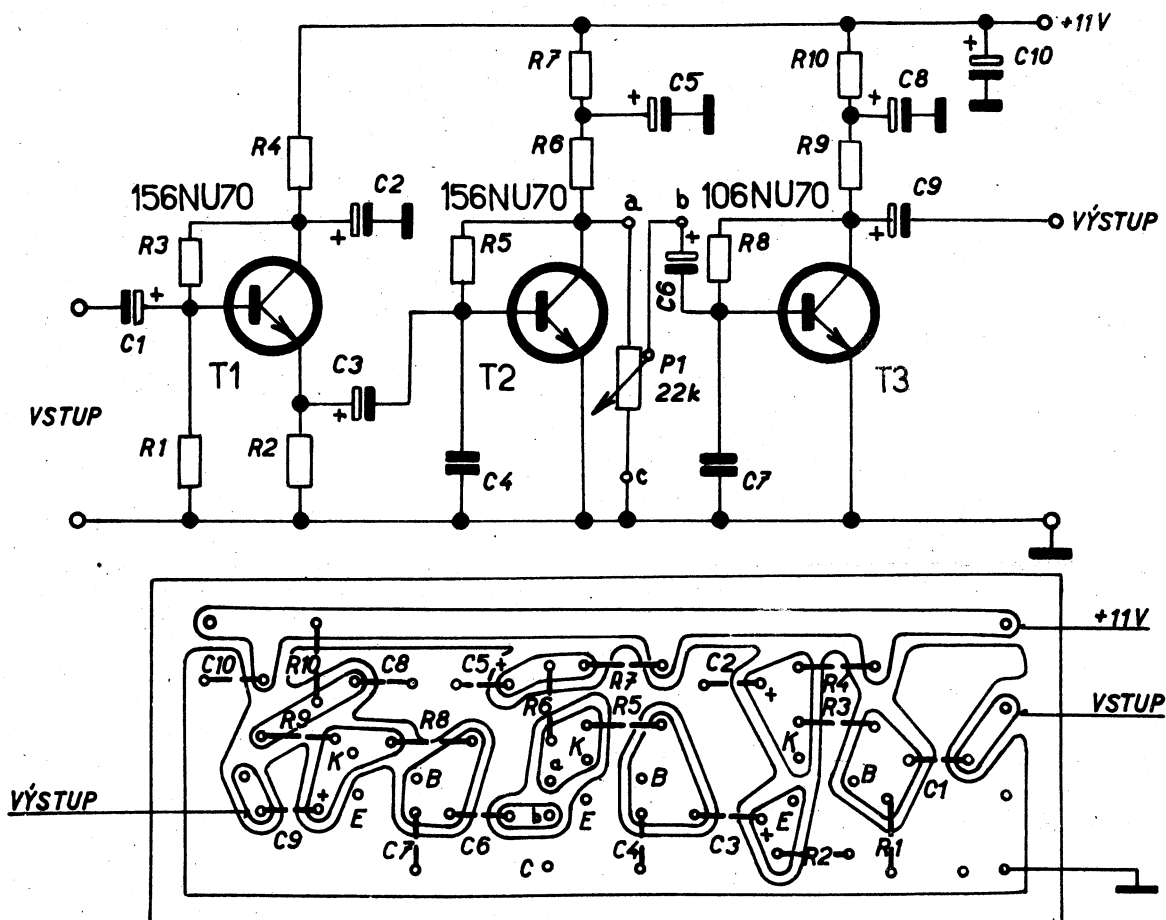 +11V
R7
R10
C10
C5
C8
R4
R6
R9
156NU70
C2
156NU70
a
b
106NU70
C9
VÝSTUP
R3
R5
R8
C6
C1
T1
C3
T2
P1
22k
T3
VSTUP
R1
R2
C4
c
C7
+11V
C10
R10
C8
C5
R7
C2
R4
VSTUP
R9
R8
R6
R5
R3
K
K
K
B
a
B
B
C1
VÝSTUP
E
b
E
E
C9
C7
C6
C4
C3
R2
R1
C